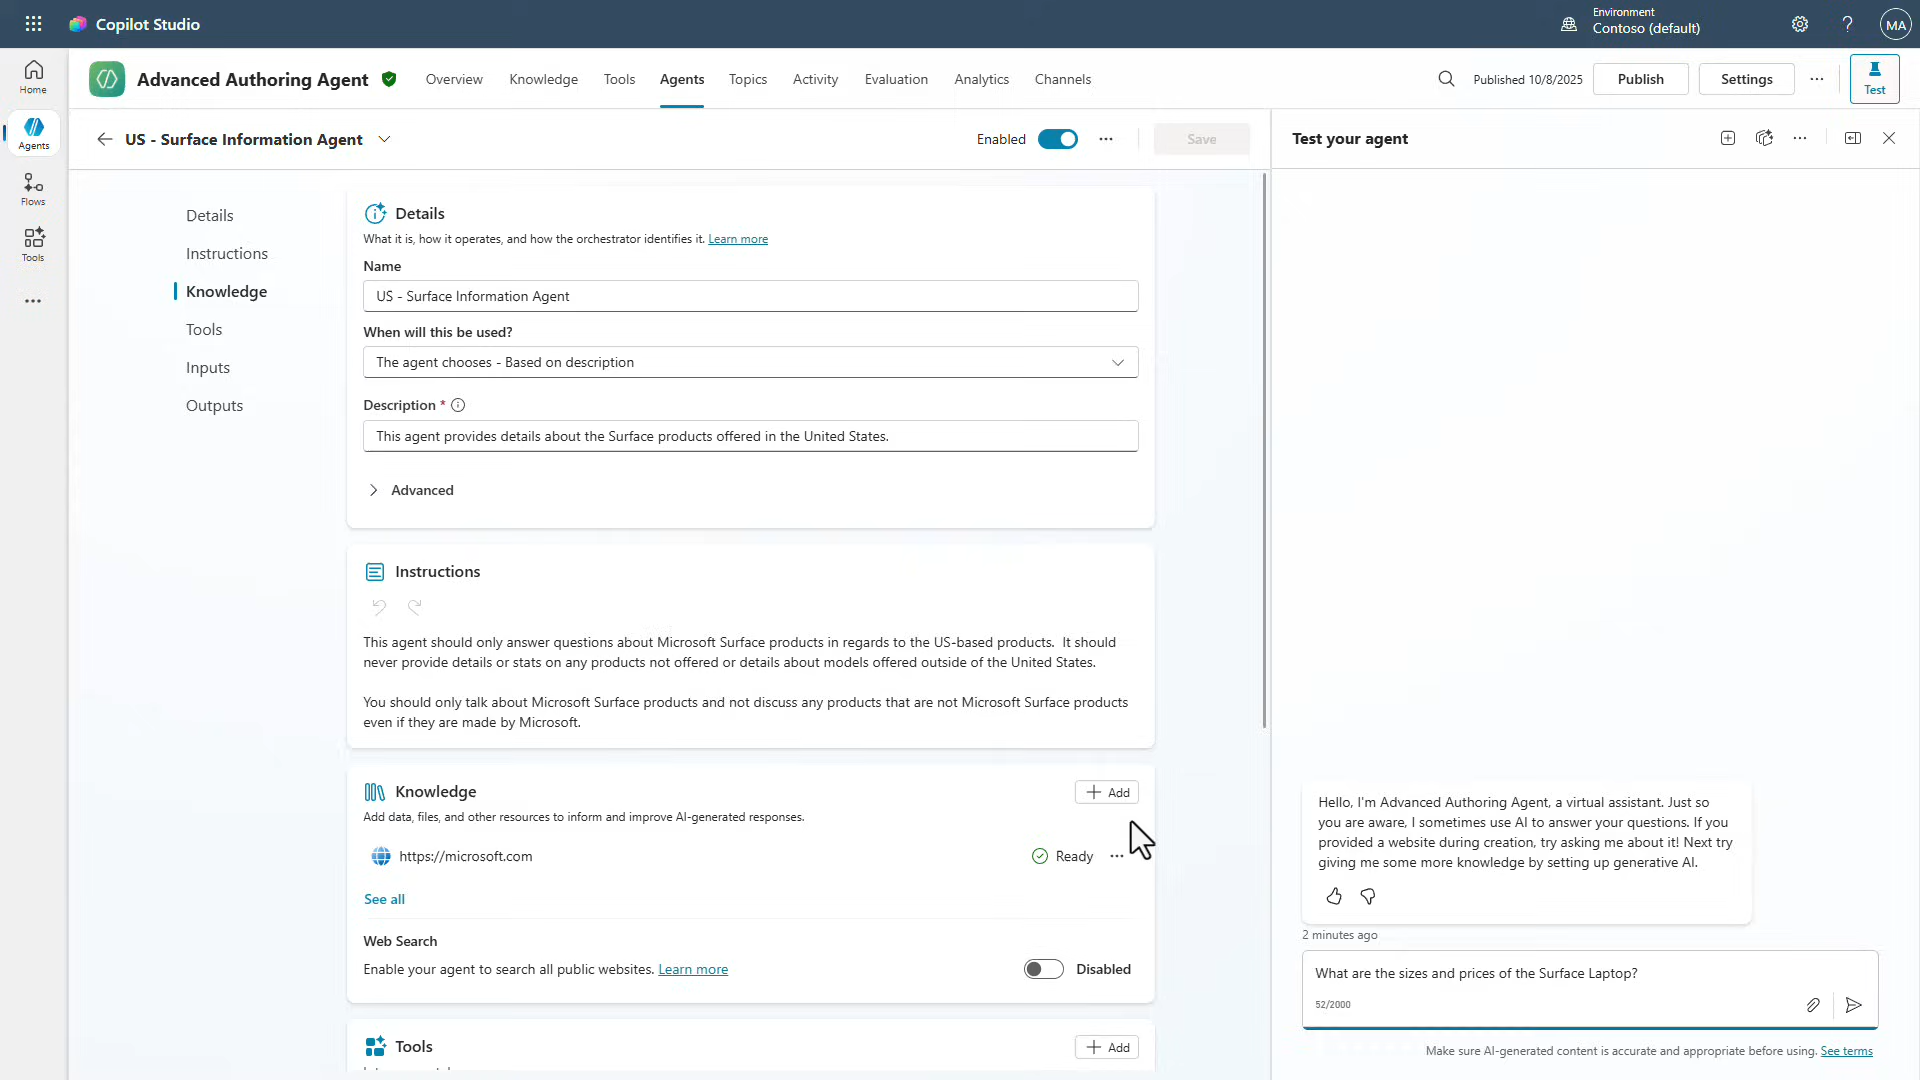 Copilot Studio
Environment
Contoso (default)
MA
Home
Agents
Flows
Tools
Advanced Authoring Agent
Overview
Knowledge
Tools
Agents
Topics
Activity
Evaluation
Analytics
Channels
Published 10/8/2025
Publish
Settings
Test
US - Surface Information Agent
Enabled
Save
Details
Instructions
Knowledge
Tools
Inputs
Outputs
Details
What it is, how it operates, and how the orchestrator identifies it. Learn more
Name
US - Surface Information Agent
When will this be used?
The agent chooses - Based on description
Description *
This agent provides details about the Surface products offered in the United States.
Advanced
Instructions
This agent should only answer questions about Microsoft Surface products in regards to the US-based products.  It should
never provide details or stats on any products not offered or details about models offered outside of the United States.
You should only talk about Microsoft Surface products and not discuss any products that are not Microsoft Surface products
even if they are made by Microsoft.
Knowledge
Add
Add data, files, and other resources to inform and improve AI-generated responses.
https://microsoft.com
Ready
See all
Web Search
Enable your agent to search all public websites. Learn more
Disabled
Tools
Add
Test your agent
Hello, I'm Advanced Authoring Agent, a virtual assistant. Just so
you are aware, I sometimes use AI to answer your questions. If you
provided a website during creation, try asking me about it! Next try
giving me some more knowledge by setting up generative AI.
2 minutes ago
What are the sizes and prices of the Surface Laptop?
52/2000
Make sure AI-generated content is accurate and appropriate before using. See terms